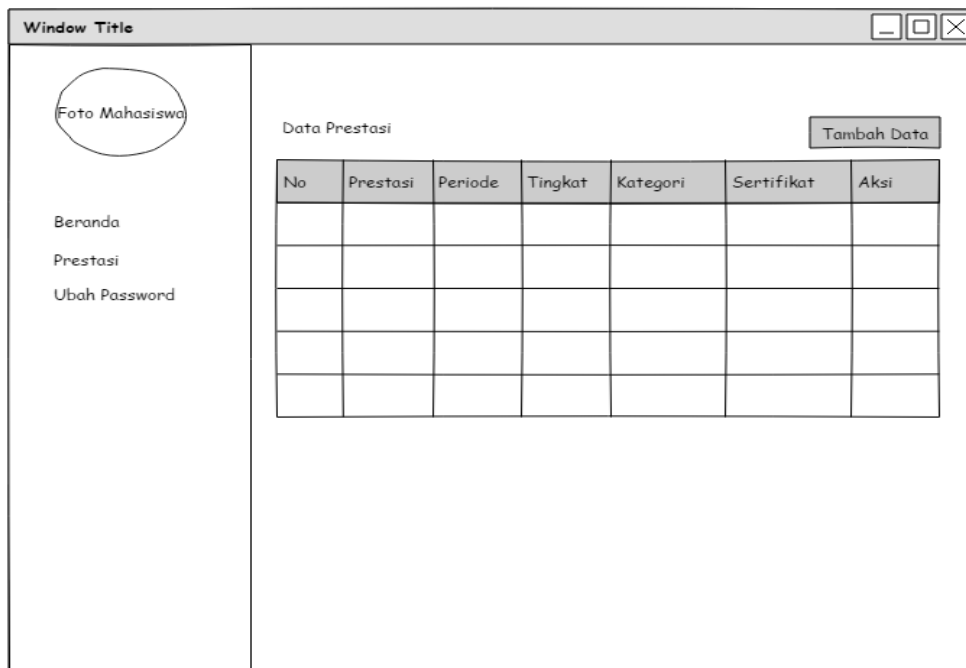 Window Title
Foto Mahasiswa
Beranda
Prestasi
Ubah Password
Data Prestasi
Tambah Data
No Prestasi Periode Tingkat Kategori Sertifikat Aksi